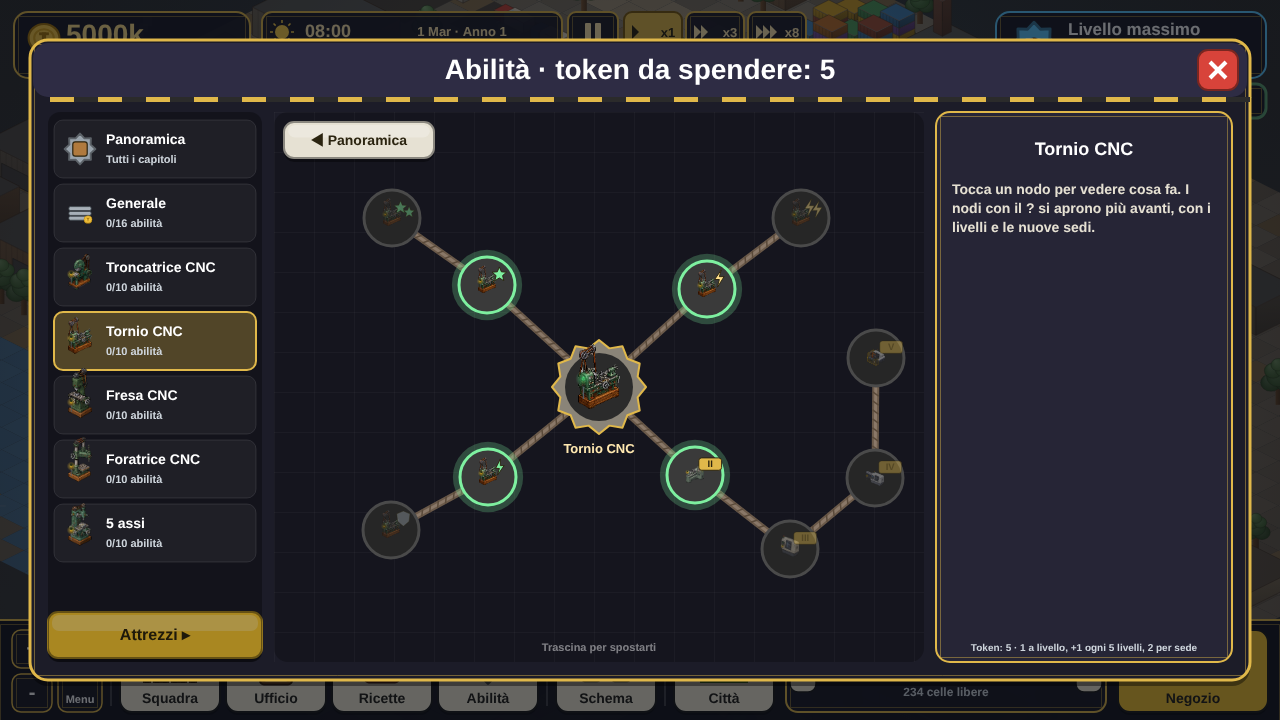 5000k
08:00
1 Mar · Anno 1
x1
x3
x8
Livello massimo
Abilità · token da spendere: 5
Panoramica
Tutti i capitoli
Generale
0/16 abilità
Troncatrice CNC
0/10 abilità
Tornio CNC
0/10 abilità
Fresa CNC
0/10 abilità
Foratrice CNC
0/10 abilità
5 assi
0/10 abilità
Attrezzi ▸
◀ Panoramica
V
Tornio CNC
II
IV
III
Trascina per spostarti
Tornio CNC
Tocca un nodo per vedere cosa fa. I
nodi con il ? si aprono più avanti, con i
livelli e le nuove sedi.
Token: 5 · 1 a livello, +1 ogni 5 livelli, 2 per sede
-
Menu
Squadra
Ufficio
Ricette
Abilità
Schema
Città
234 celle libere
Negozio